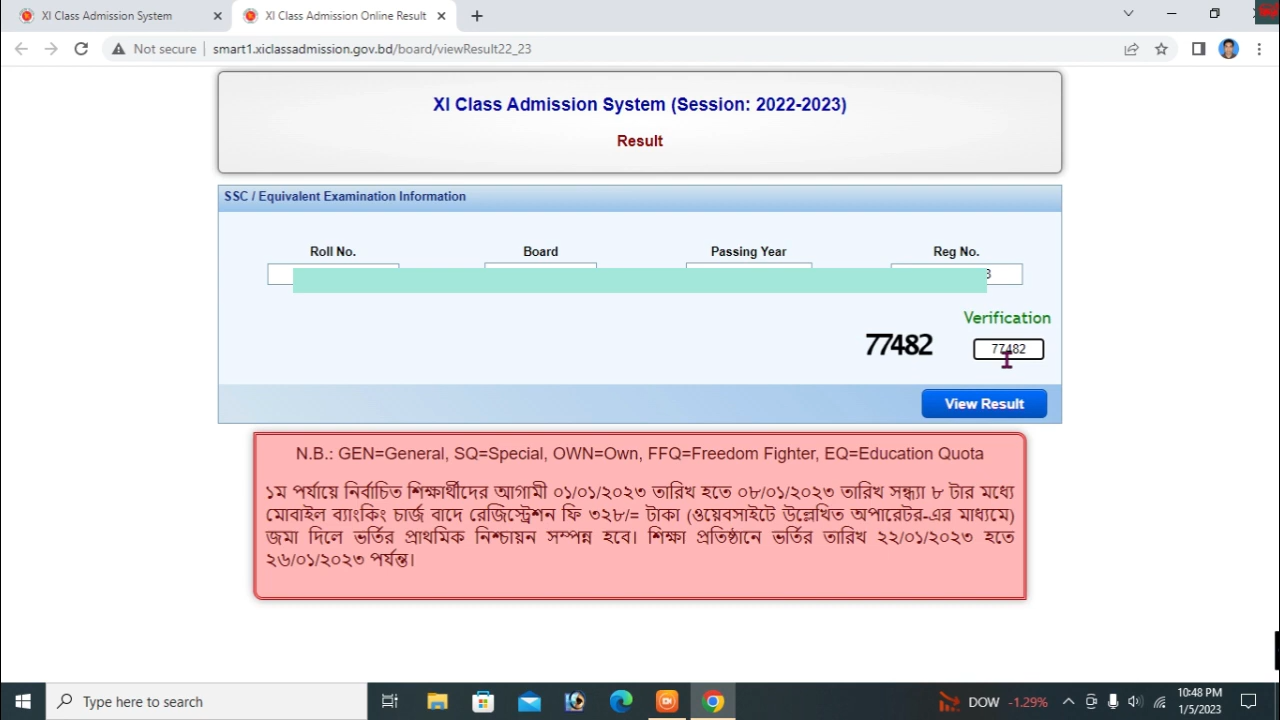 XI Class Admission System
XI Class Admission Online Result
Not secure smart1.xiclassadmission.gov.bd/board/viewResult22_23
XI Class Admission System (Session: 2022-2023)
Result
SSC / Equivalent Examination Information
Roll No. Board Passing Year Reg No.
3
Verification
77482 77482
View Result
N.B.: GEN=General, SQ=Special, OWN=Own, FFQ=Freedom Fighter, EQ=Education Quota
১ম পর্যায়ে নির্বাচিত শিক্ষার্থীদের আগামী ০১/০১/২০২৩ তারিখ হতে ০৮/০১/২০২৩ তারিখ সন্ধ্যা ৮ টার মধ্যে
মোবাইল ব্যাংকিং চার্জ বাদে রেজিস্ট্রেশন ফি ৩২৮/= টাকা (ওয়েবসাইটে উল্লেখিত অপারেটর-এর মাধ্যমে)
জমা দিলে ভর্তির প্রাথমিক নিশ্চায়ন সম্পন্ন হবে। শিক্ষা প্রতিষ্ঠানে ভর্তির তারিখ ২২/০১/২০২৩ হতে
২৬/০১/২০২৩ পর্যন্ত।
Type here to search
DOW -1.29%
10:48 PM
1/5/2023